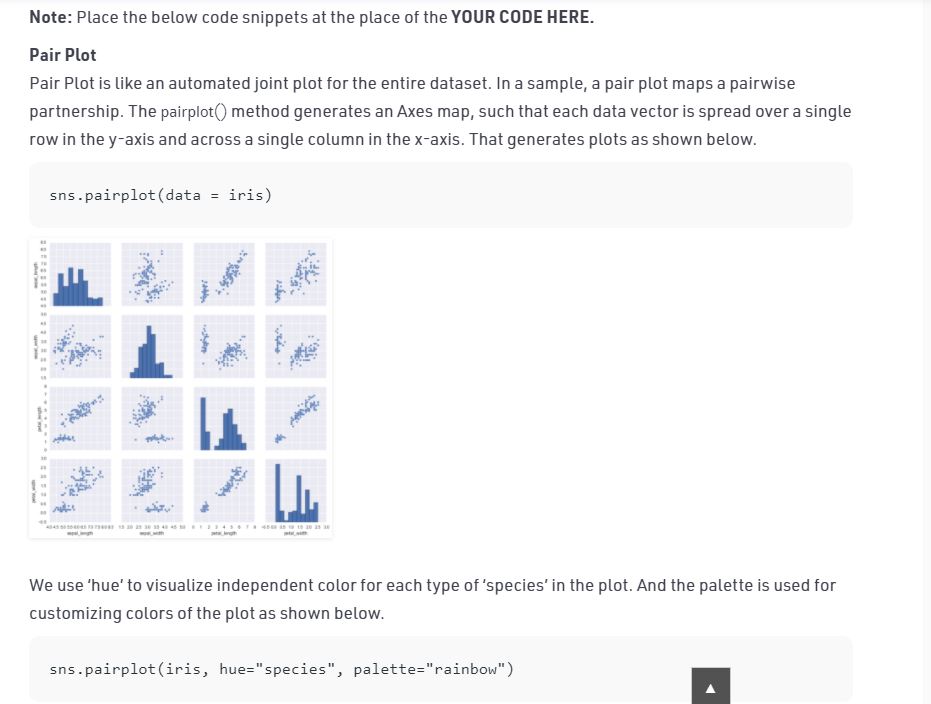 Note: Place the below code snippets at the place of the YOUR CODE HERE.
Pair Plot
Pair Plot is like an automated joint plot for the entire dataset. In a sample, a pair plot maps a pairwise
partnership. The pairplot() method generates an Axes map, such that each data vector is spread over a single
row in the y-axis and across a single column in the x-axis. That generates plots as shown below.
sns.pairplot(data = iris)
sepal_length
sepal_width
petal_length
petal_width
sepal_length sepal_width petal_length petal_width
We use ‘hue’ to visualize independent color for each type of ‘species’ in the plot. And the palette is used for
customizing colors of the plot as shown below.
sns.pairplot(iris, hue="species", palette="rainbow")